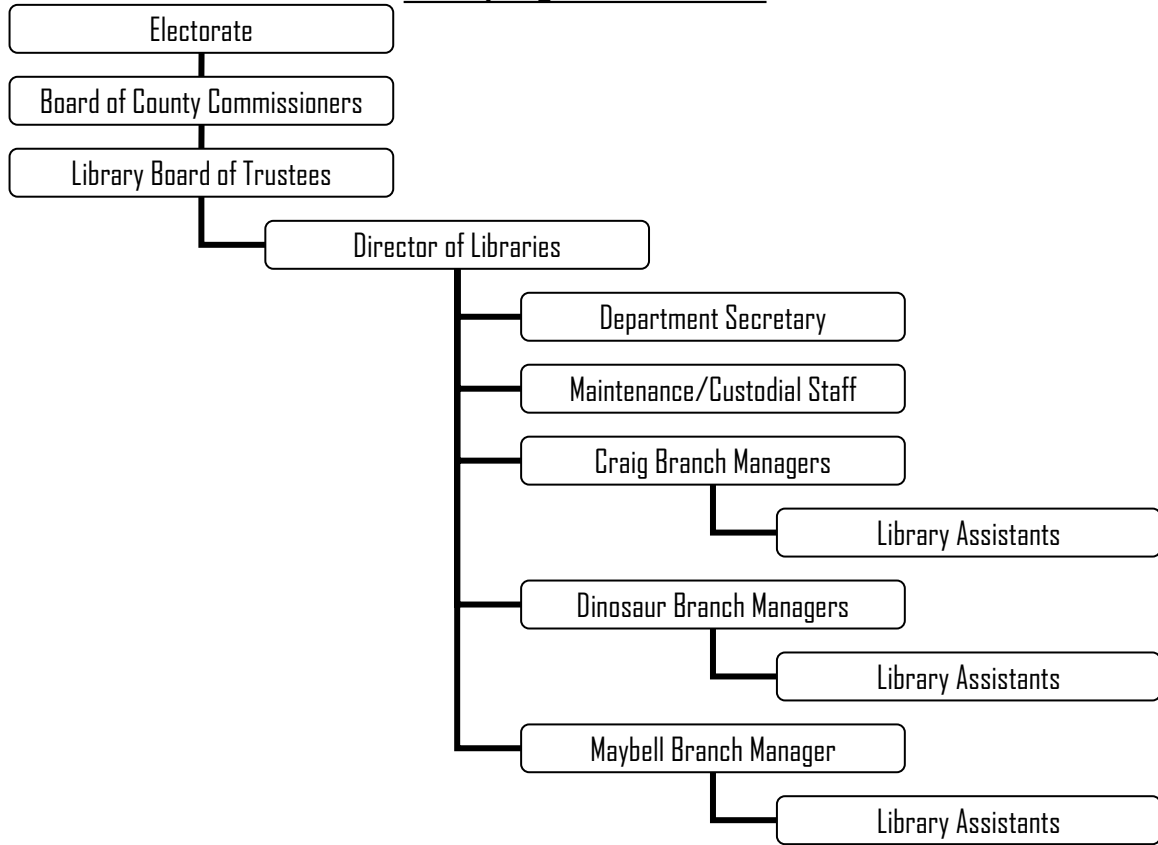 Electorate
Board of County Commissioners
Library Board of Trustees
Director of Libraries
Department Secretary
Maintenance/Custodial Staff
Craig Branch Managers
Library Assistants
Dinosaur Branch Managers
Library Assistants
Maybell Branch Manager
Library Assistants